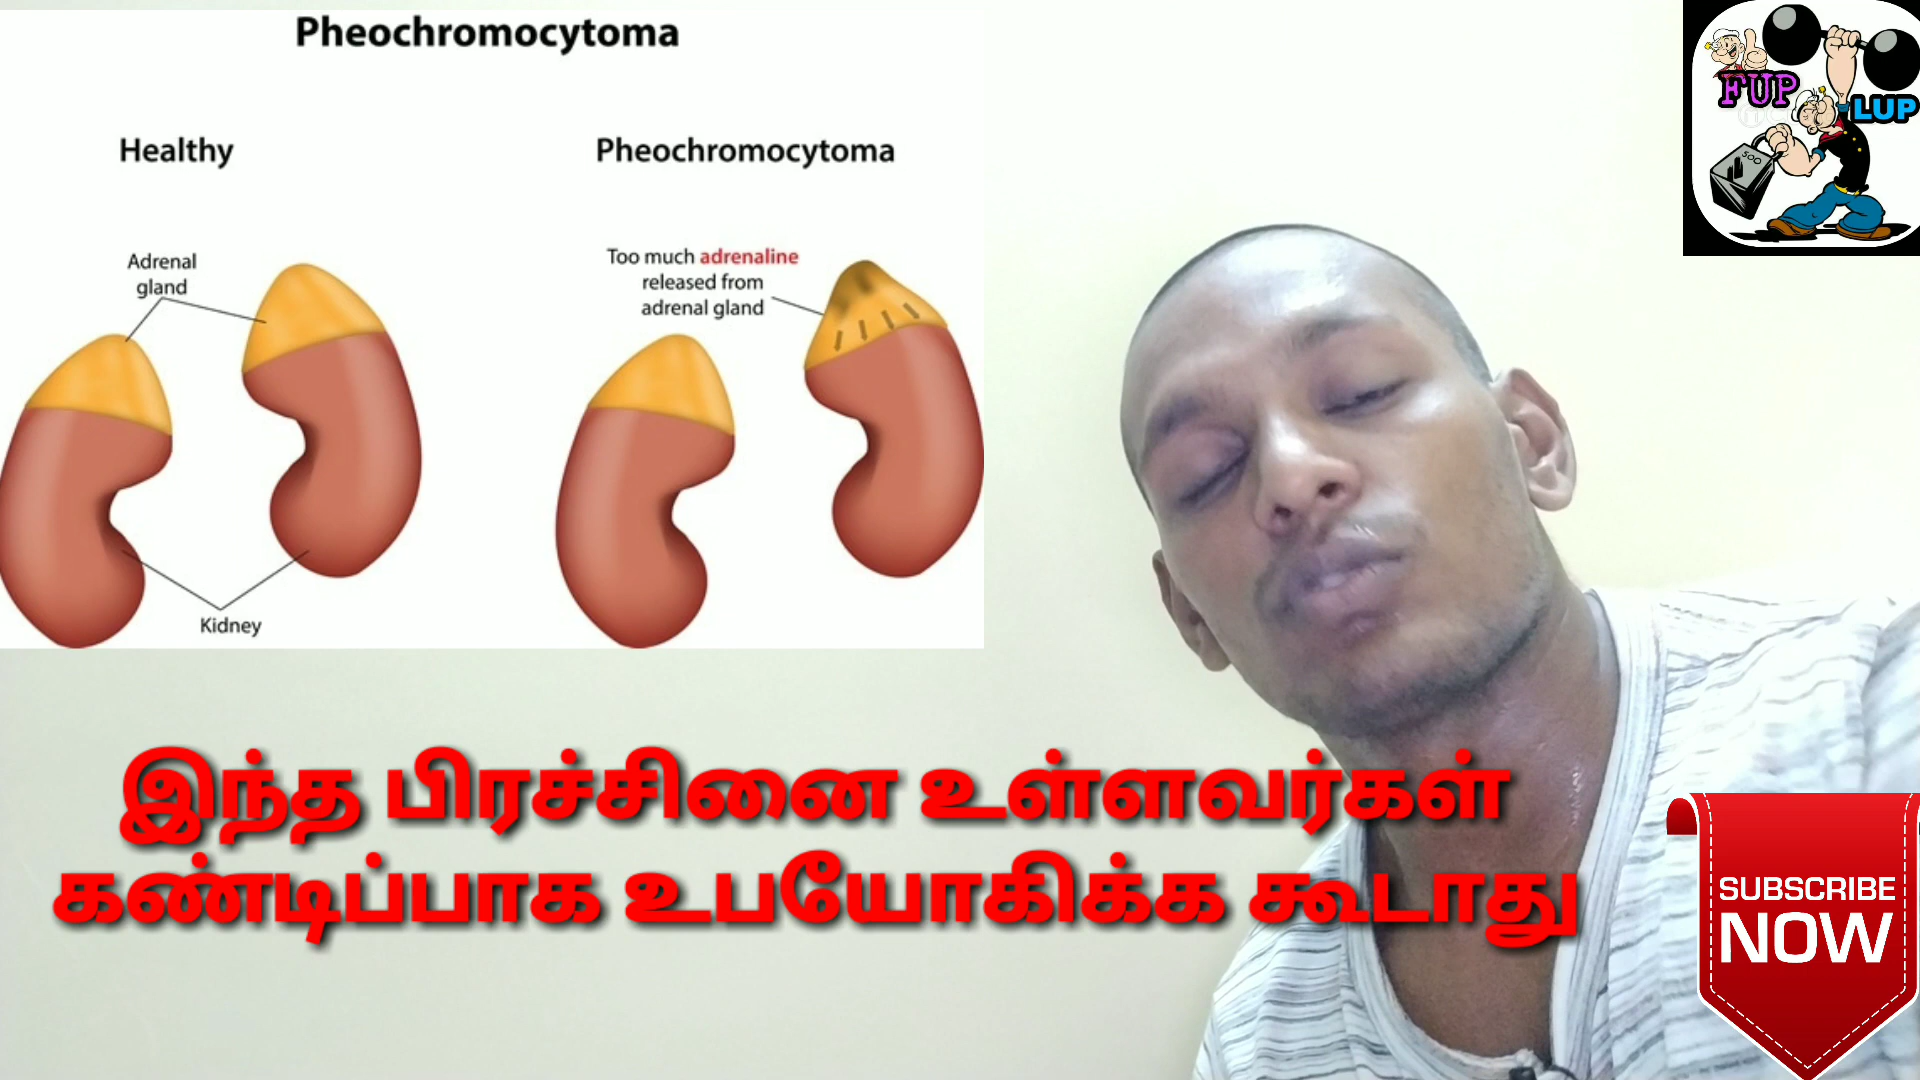 Pheochromocytoma
Healthy
Pheochromocytoma
Adrenal
gland
Too much adrenaline
released from
adrenal gland
Kidney
FUP
LUP
500
இந்த பிரச்சினை உள்ளவர்கள்
கண்டிப்பாக உபயோகிக்க கூடாது
SUBSCRIBE
NOW